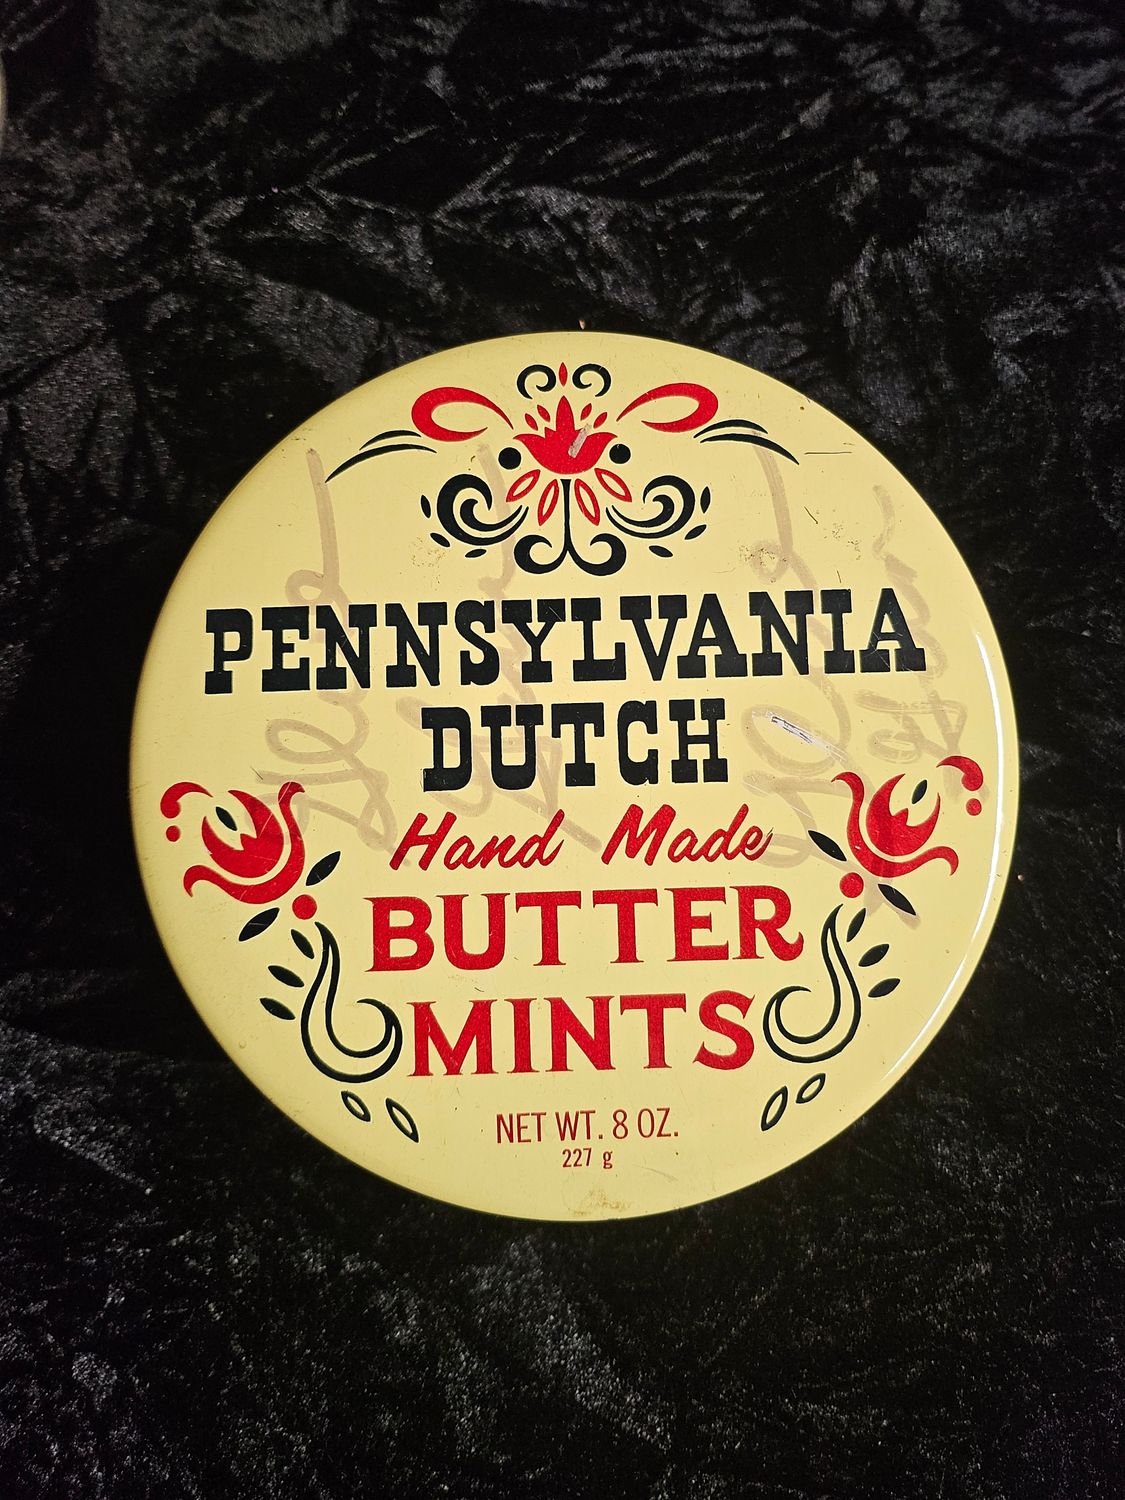 PENNSYLVANIA
DUTCH
Hand Made
BUTTER
MINTS
NET WT. 8 OZ.
227 g